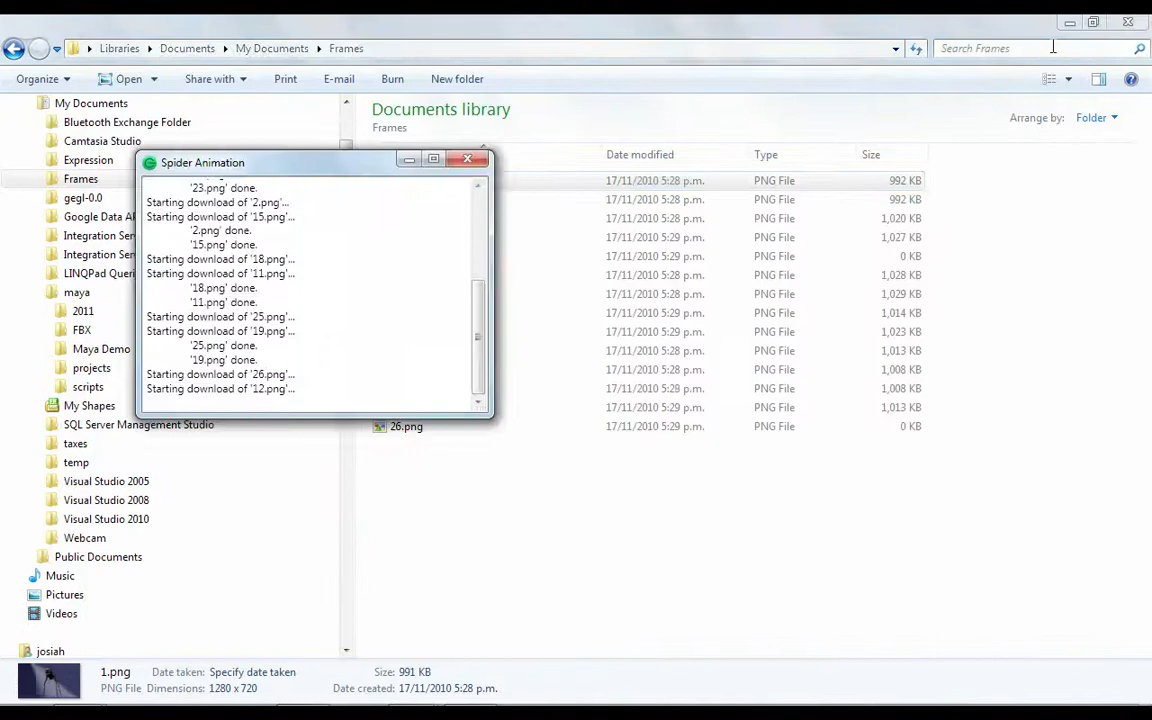 Libraries Documents My Documents Frames
Search Frames
Organize Open Share with Print E-mail Burn New folder
My Documents
Bluetooth Exchange Folder
Camtasia Studio
Expression
Frames
gegl-0.0
Google Data AP
Integration Ser
Integration Ser
LINQPad Queri
maya
2011
FBX
Maya Demo
projects
scripts
My Shapes
SQL Server Management Studio
taxes
temp
Visual Studio 2005
Visual Studio 2008
Visual Studio 2010
Webcam
Public Documents
Music
Pictures
Videos
josiah
Spider Animation
'23.png' done.
Starting download of '2.png'...
Starting download of '15.png'...
'2.png' done.
'15.png' done.
Starting download of '18.png'...
Starting download of '11.png'...
'18.png' done.
'11.png' done.
Starting download of '25.png'...
Starting download of '19.png'...
'25.png' done.
'19.png' done.
Starting download of '26.png'...
Starting download of '12.png'...
Documents library
Frames
Arrange by: Folder
Date modified Type Size
17/11/2010 5:28 p.m. PNG File 992 KB
17/11/2010 5:28 p.m. PNG File 992 KB
17/11/2010 5:28 p.m. PNG File 1,020 KB
17/11/2010 5:29 p.m. PNG File 1,027 KB
17/11/2010 5:29 p.m. PNG File 0 KB
17/11/2010 5:28 p.m. PNG File 1,028 KB
17/11/2010 5:29 p.m. PNG File 1,029 KB
17/11/2010 5:29 p.m. PNG File 1,014 KB
17/11/2010 5:29 p.m. PNG File 1,023 KB
17/11/2010 5:29 p.m. PNG File 1,013 KB
17/11/2010 5:28 p.m. PNG File 1,008 KB
17/11/2010 5:28 p.m. PNG File 1,008 KB
17/11/2010 5:29 p.m. PNG File 1,013 KB
26.png 17/11/2010 5:29 p.m. PNG File 0 KB
1.png Date taken: Specify date taken Size: 991 KB
PNG File Dimensions: 1280 x 720 Date created: 17/11/2010 5:28 p.m.